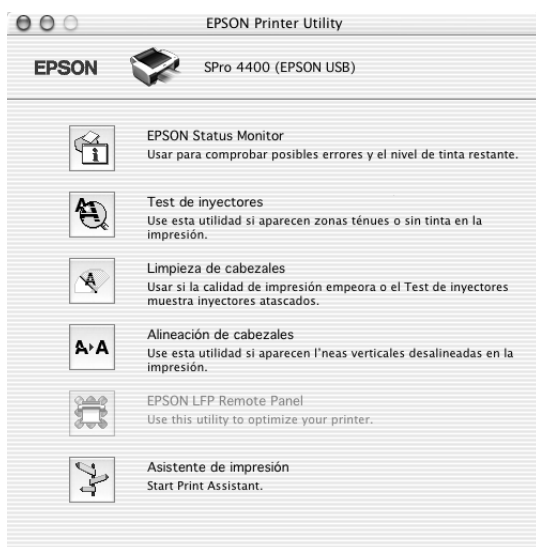 EPSON Printer Utility
EPSON
SPro 4400 (EPSON USB)
EPSON Status Monitor
Usar para comprobar posibles errores y el nivel de tinta restante.
Test de inyectores
Use esta utilidad si aparecen zonas ténues o sin tinta en la
impresión.
Limpieza de cabezales
Usar si la calidad de impresión empeora o el Test de inyectores
muestra inyectores atascados.
Alineación de cabezales
Use esta utilidad si aparecen l'neas verticales desalineadas en la
impresión.
EPSON LFP Remote Panel
Use this utility to optimize your printer.
Asistente de impresión
Start Print Assistant.